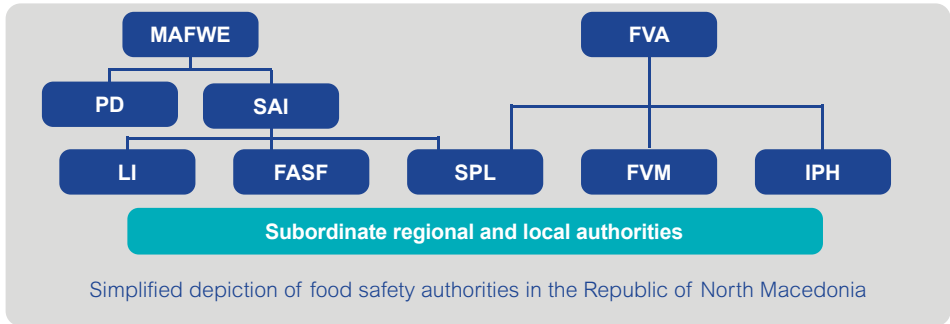 MAFWE
FVA
PD
SAI
LI
FASF
SPL
FVM
IPH
Subordinate regional and local authorities
Simplified depiction of food safety authorities in the Republic of North Macedonia